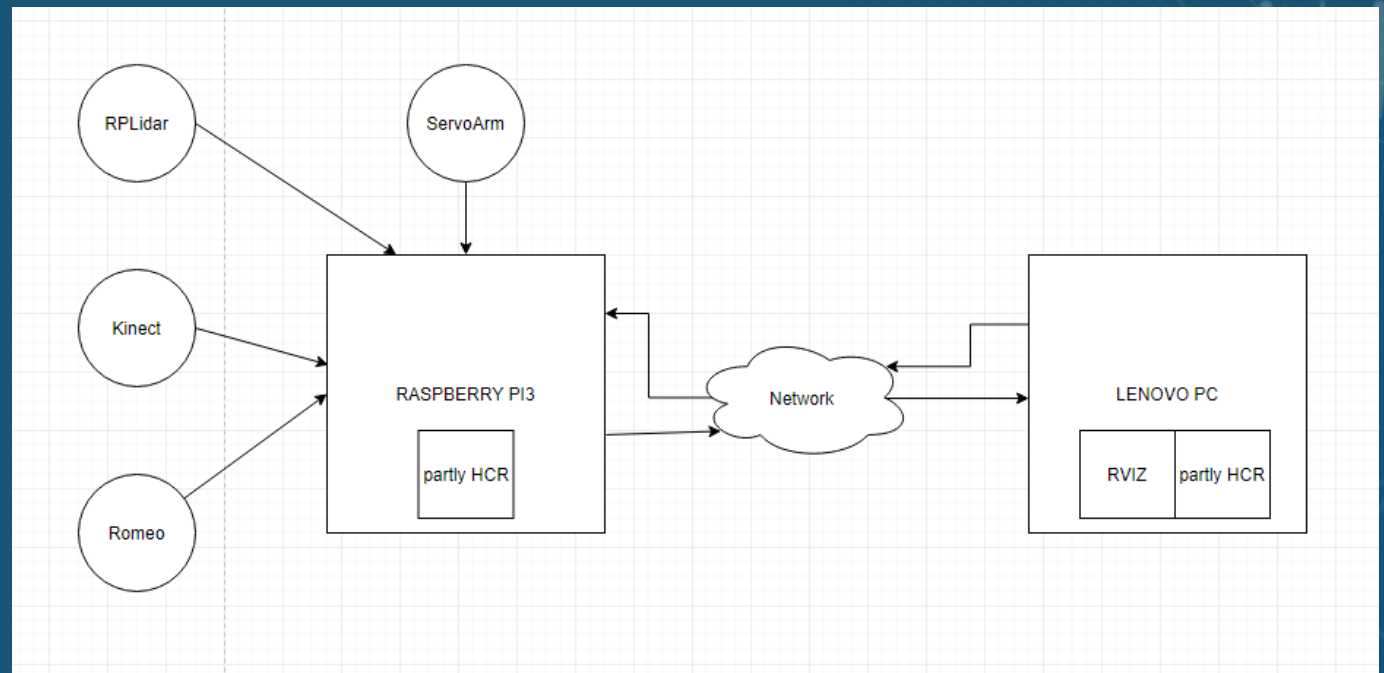 RPLidar
ServoArm
Kinect
Romeo
RASPBERRY PI3
partly HCR
Network
LENOVO PC
RVIZ
partly HCR